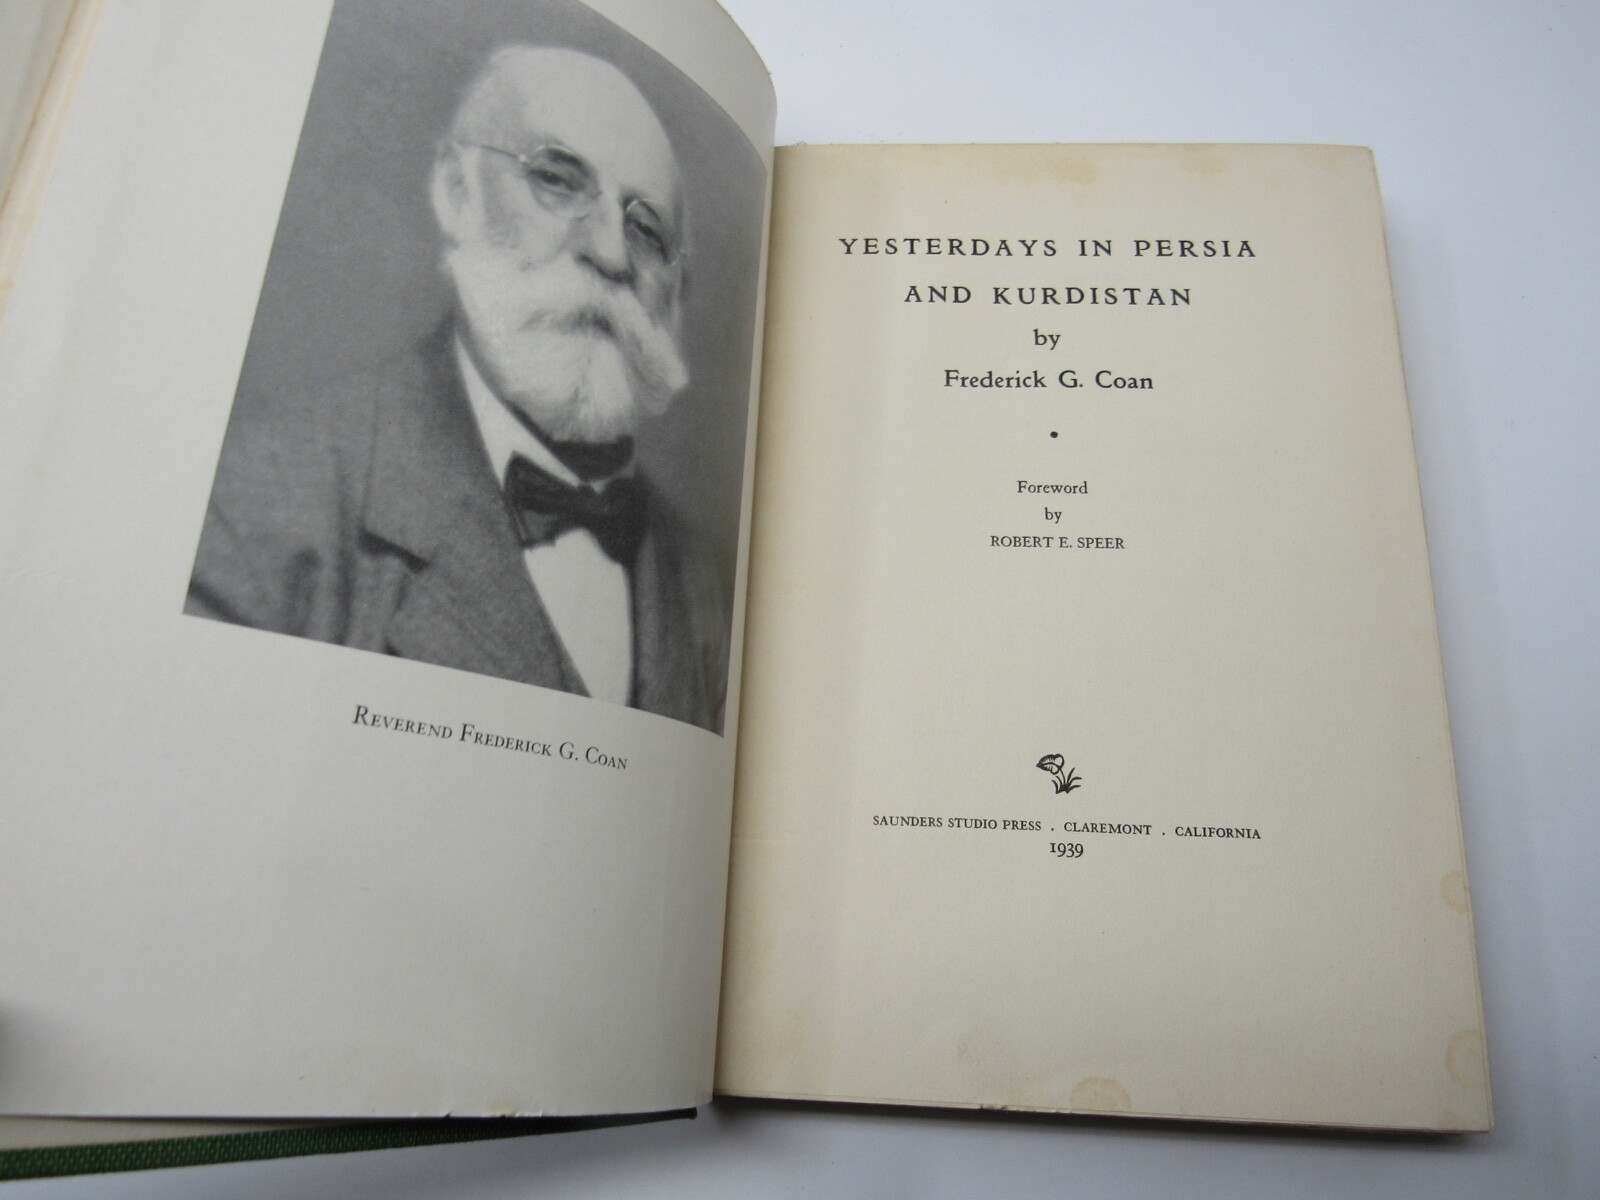 REVEREND FREDERICK G. COAN
YESTERDAYS IN PERSIA
AND KURDISTAN
by
Frederick G. Coan
Foreword
by
ROBERT E. SPEER
SAUNDERS STUDIO PRESS . CLAREMONT . CALIFORNIA
1939